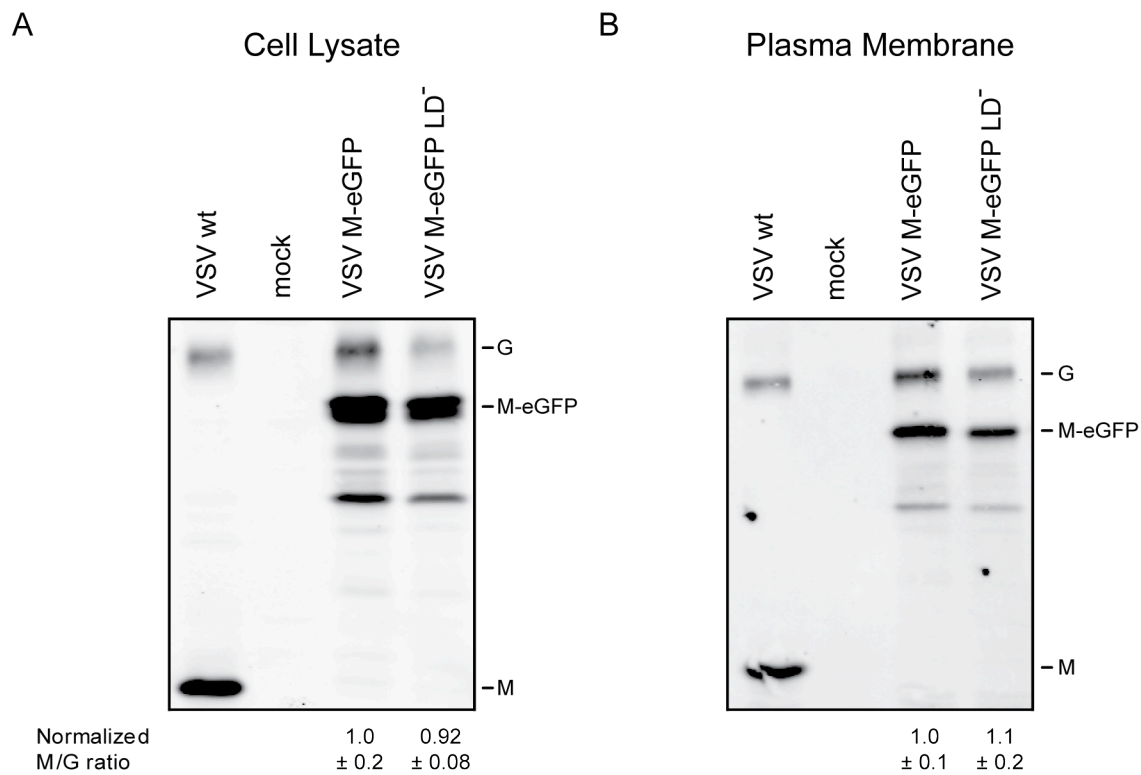 A
Cell Lysate
VSV wt
mock
VSV M-eGFP
VSV M-eGFP LD⁻
G
M-eGFP
M
Normalized 1.0 0.92
M/G ratio ± 0.2 ± 0.08
B
Plasma Membrane
VSV wt
mock
VSV M-eGFP
VSV M-eGFP LD⁻
G
M-eGFP
M
1.0 1.1
± 0.1 ± 0.2